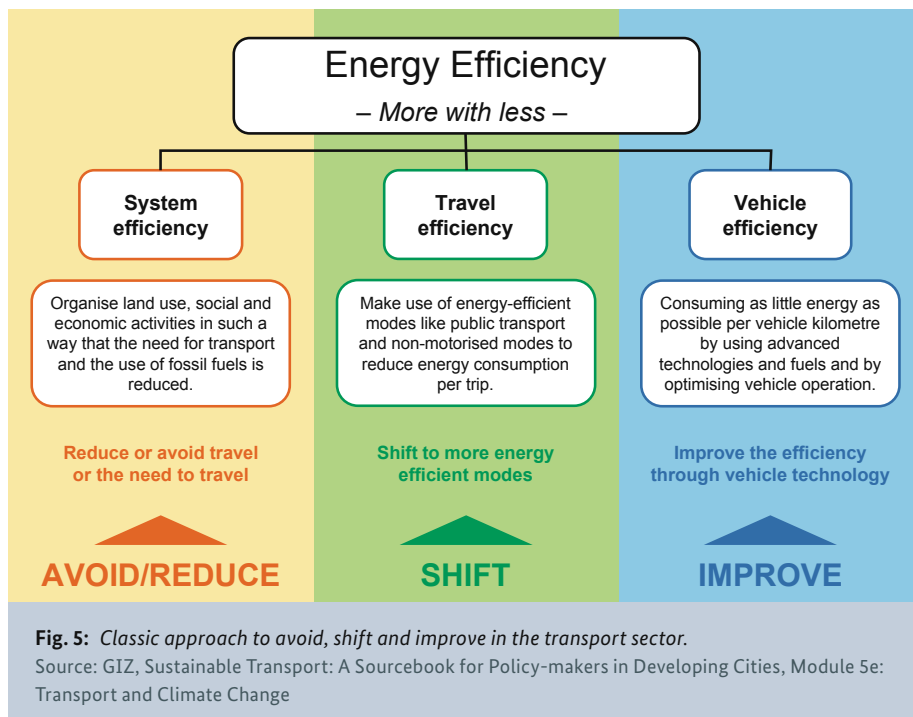 Energy Efficiency
– More with less –
System
efficiency
Organise land use, social and
economic activities in such a
way that the need for transport
and the use of fossil fuels is
reduced.
Reduce or avoid travel
or the need to travel
AVOID/REDUCE
Travel
efficiency
Make use of energy-efficient
modes like public transport
and non-motorised modes to
reduce energy consumption
per trip.
Shift to more energy
efficient modes
SHIFT
Vehicle
efficiency
Consuming as little energy as
possible per vehicle kilometre
by using advanced
technologies and fuels and by
optimising vehicle operation.
Improve the efficiency
through vehicle technology
IMPROVE
Fig. 5: Classic approach to avoid, shift and improve in the transport sector.
Source: GIZ, Sustainable Transport: A Sourcebook for Policy-makers in Developing Cities, Module 5e:
Transport and Climate Change